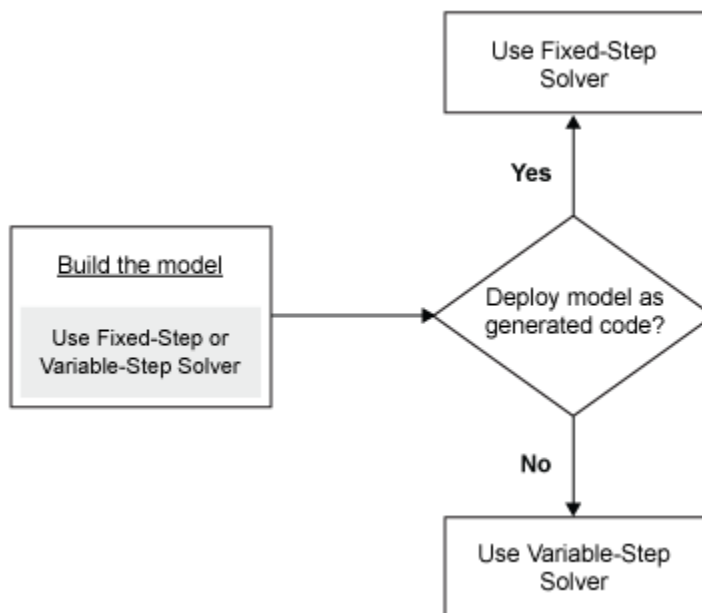 Use Fixed-Step
Solver
Yes
Build the model
Use Fixed-Step or
Variable-Step Solver
Deploy model as
generated code?
No
Use Variable-Step
Solver